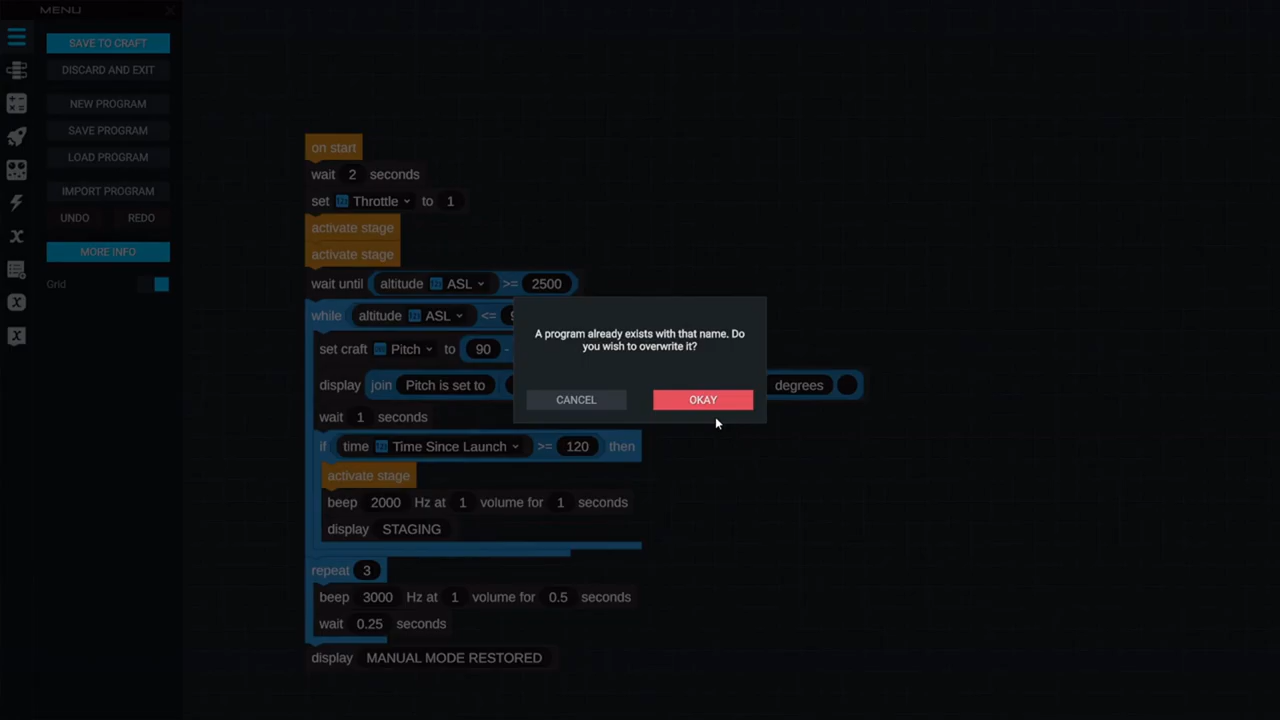 MENU
SAVE TO CRAFT
DISCARD AND EXIT
NEW PROGRAM
SAVE PROGRAM
LOAD PROGRAM
IMPORT PROGRAM
UNDO REDO
MORE INFO
Grid
on start
wait 2 seconds
set Throttle to 1
activate stage
activate stage
wait until altitude ASL >= 2500
while altitude ASL <=
set craft Pitch to 90 -
display join Pitch is set to degrees
wait 1 seconds
if time Time Since Launch >= 120 then
activate stage
beep 2000 Hz at 1 volume for 1 seconds
display STAGING
repeat 3
beep 3000 Hz at 1 volume for 0.5 seconds
wait 0.25 seconds
display MANUAL MODE RESTORED
A program already exists with that name. Do
you wish to overwrite it?
CANCEL OKAY